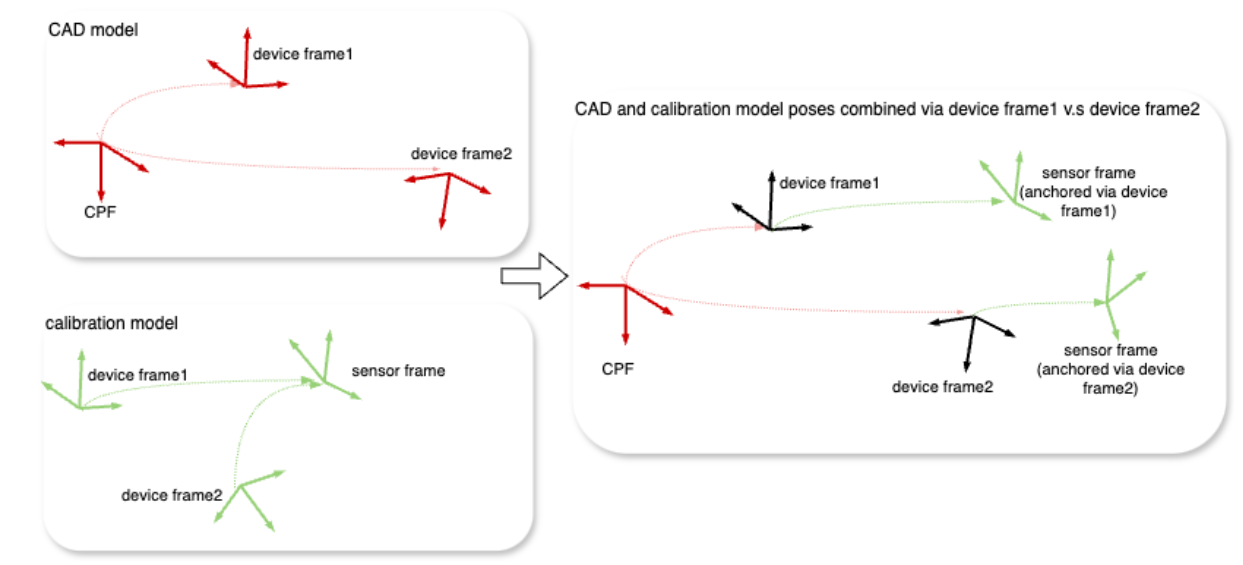 CAD model
device frame1
device frame2
CPF
calibration model
device frame1
sensor frame
device frame2
CAD and calibration model poses combined via device frame1 v.s device frame2
device frame1
sensor frame
(anchored via device
frame1)
CPF
device frame2
sensor frame
(anchored via device
frame2)